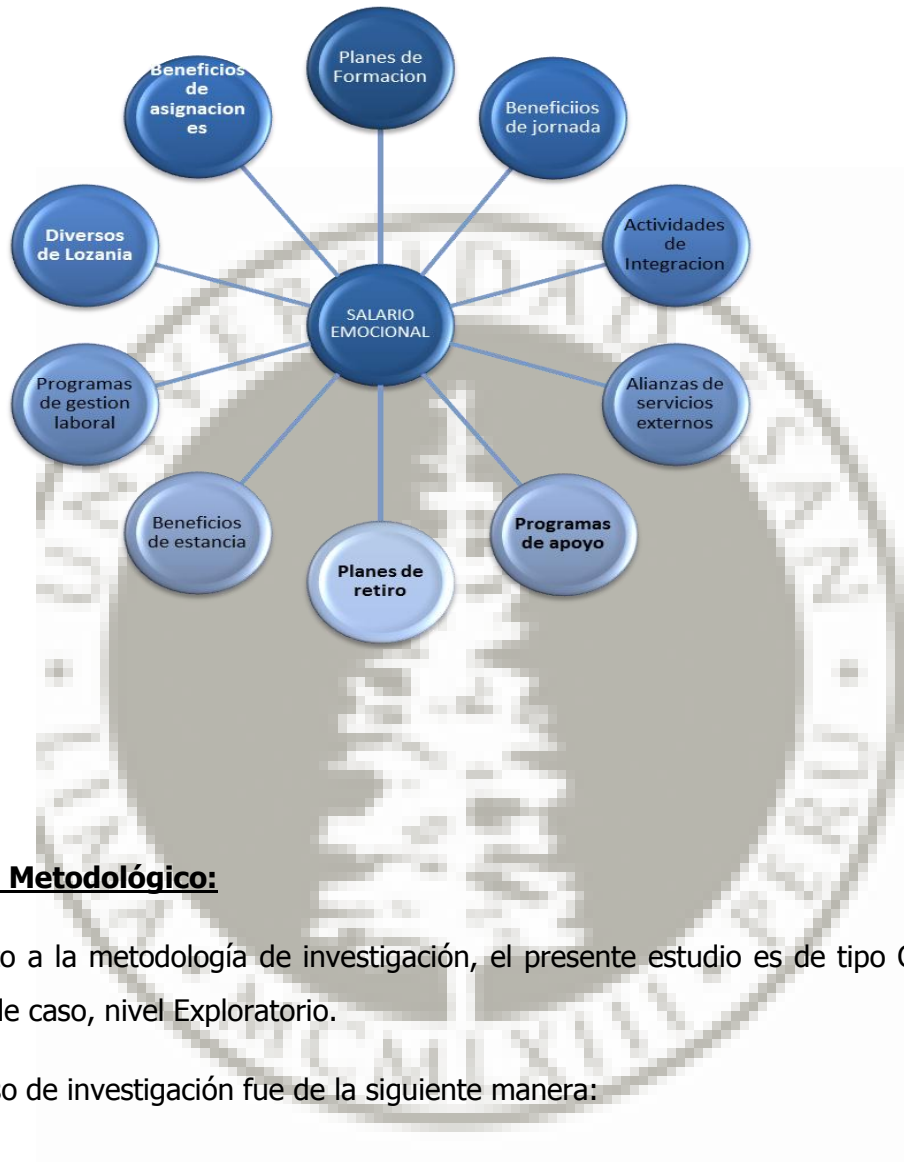 Planes de
Formacion
Beneficios
de
asignacion
es
Beneficiios
de jornada
Diversos
de Lozania
Actividades
de
Integracion
SALARIO
EMOCIONAL
Programas
de gestion
laboral
Alianzas de
servicios
externos
Beneficios
de estancia
Programas
de apoyo
Planes de
retiro
Metodológico:
o a la metodología de investigación, el presente estudio es de tipo
de caso, nivel Exploratorio.
so de investigación fue de la siguiente manera: